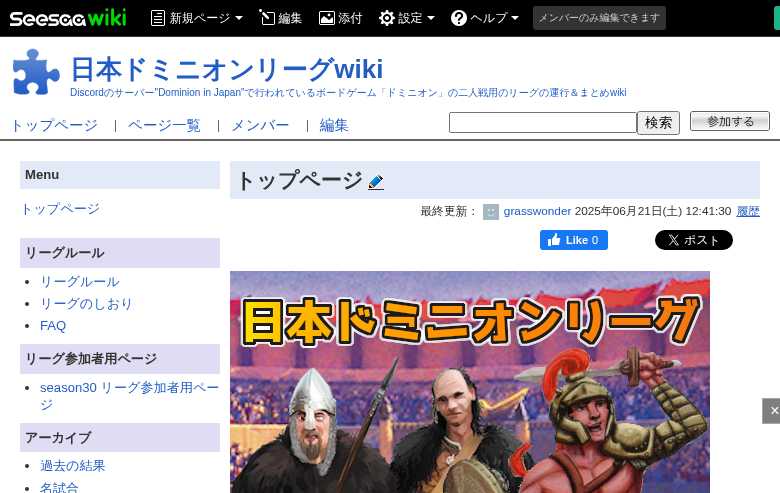 Seesaa wiki 新規ページ 編集 添付 設定 ヘルプ メンバーのみ編集できます
日本ドミニオンリーグwiki
Discordのサーバー"Dominion in Japan"で行われているボードゲーム「ドミニオン」の二人戦用のリーグの運行＆まとめwiki
トップページ | ページ一覧 | メンバー | 編集 検索 参加する
Menu
トップページ
リーグルール
リーグルール
リーグのしおり
FAQ
リーグ参加者用ページ
season30 リーグ参加者用ペー
ジ
アーカイブ
過去の結果
名試合
トップページ
最終更新： grasswonder 2025年06月21日(土) 12:41:30 履歴
Like 0 ポスト
日本ドミニオンリーグ